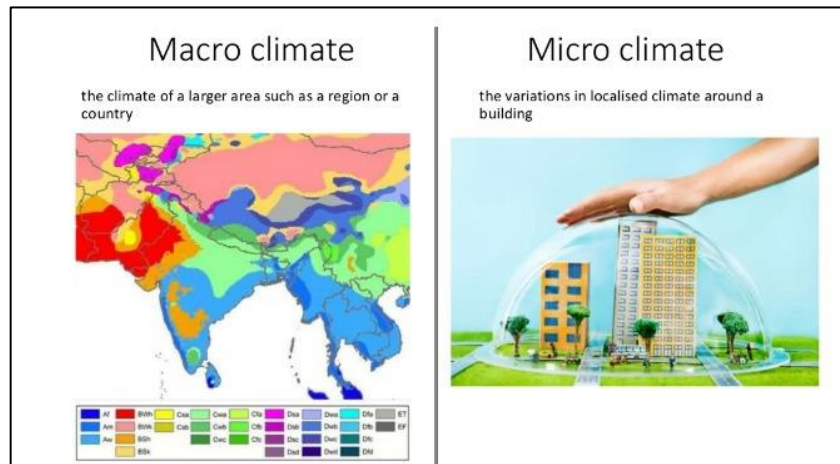 Macro climate
the climate of a larger area such as a region or a
country
Af BWh Csa Cwa Cfa Dsa Dwa Dfa ET
Am BWk Csb Cwb Cfb Dsb Dwb Dfb EF
Aw BSh Cwc Cfc Dsc Dwc Dfc
BSk Dsd Dwd Dfd
Micro climate
the variations in localised climate around a
building